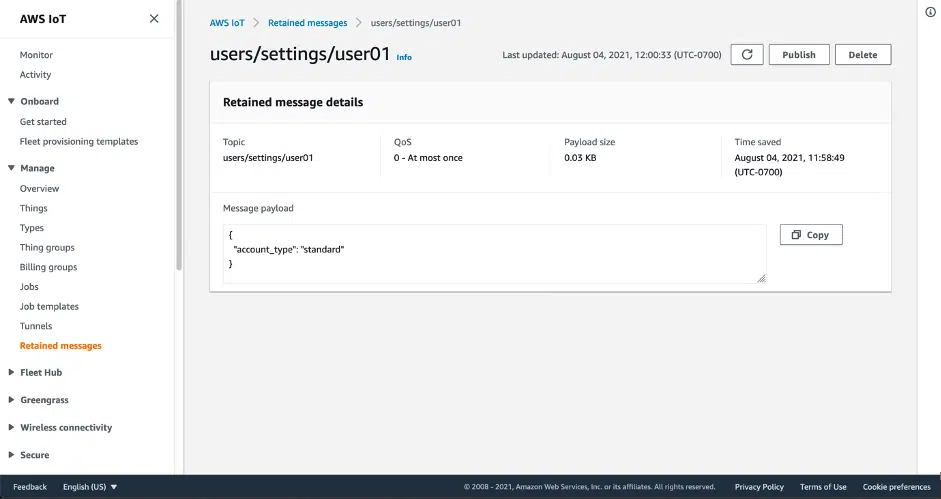 AWS IoT
Monitor
Activity
Onboard
Get started
Fleet provisioning templates
Manage
Overview
Things
Types
Thing groups
Billing groups
Jobs
Job templates
Tunnels
Retained messages
Fleet Hub
Greengrass
Wireless connectivity
Secure
AWS IoT > Retained messages > users/settings/user01
users/settings/user01 Info
Last updated: August 04, 2021, 12:00:33 (UTC-0700)
Publish
Delete
Retained message details
Topic
users/settings/user01
QoS
0 - At most once
Payload size
0.03 KB
Time saved
August 04, 2021, 11:58:49
(UTC-0700)
Message payload
{
"account_type": "standard"
}
Copy
Feedback English (US) © 2008 - 2021, Amazon Web Services, Inc. or its affiliates. All rights reserved. Privacy Policy Terms of Use Cookie preferences